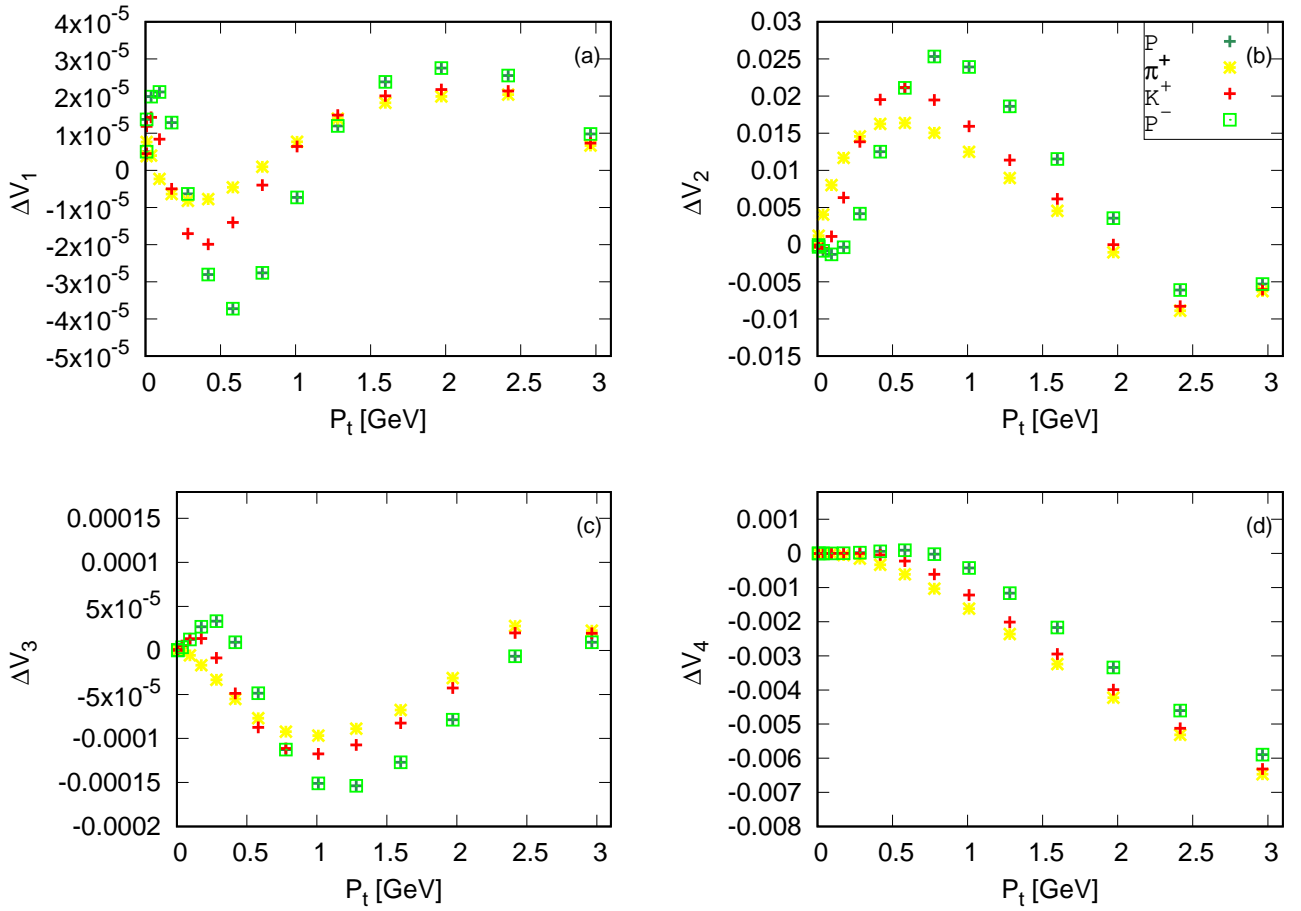 4x10⁻⁵
3x10⁻⁵
2x10⁻⁵
1x10⁻⁵
0
-1x10⁻⁵
-2x10⁻⁵
-3x10⁻⁵
-4x10⁻⁵
-5x10⁻⁵
ΔV₁
(a)
0 0.5 1 1.5 2 2.5 3
P_t [GeV]
0.03
0.025
0.02
0.015
0.01
0.005
0
-0.005
-0.01
-0.015
ΔV₂
(b)
P
π⁺
K⁺
P⁻
0 0.5 1 1.5 2 2.5 3
P_t [GeV]
0.00015
0.0001
5x10⁻⁵
0
-5x10⁻⁵
-0.0001
-0.00015
-0.0002
ΔV₃
(c)
0 0.5 1 1.5 2 2.5 3
P_t [GeV]
0.001
0
-0.001
-0.002
-0.003
-0.004
-0.005
-0.006
-0.007
-0.008
ΔV₄
(d)
0 0.5 1 1.5 2 2.5 3
P_t [GeV]